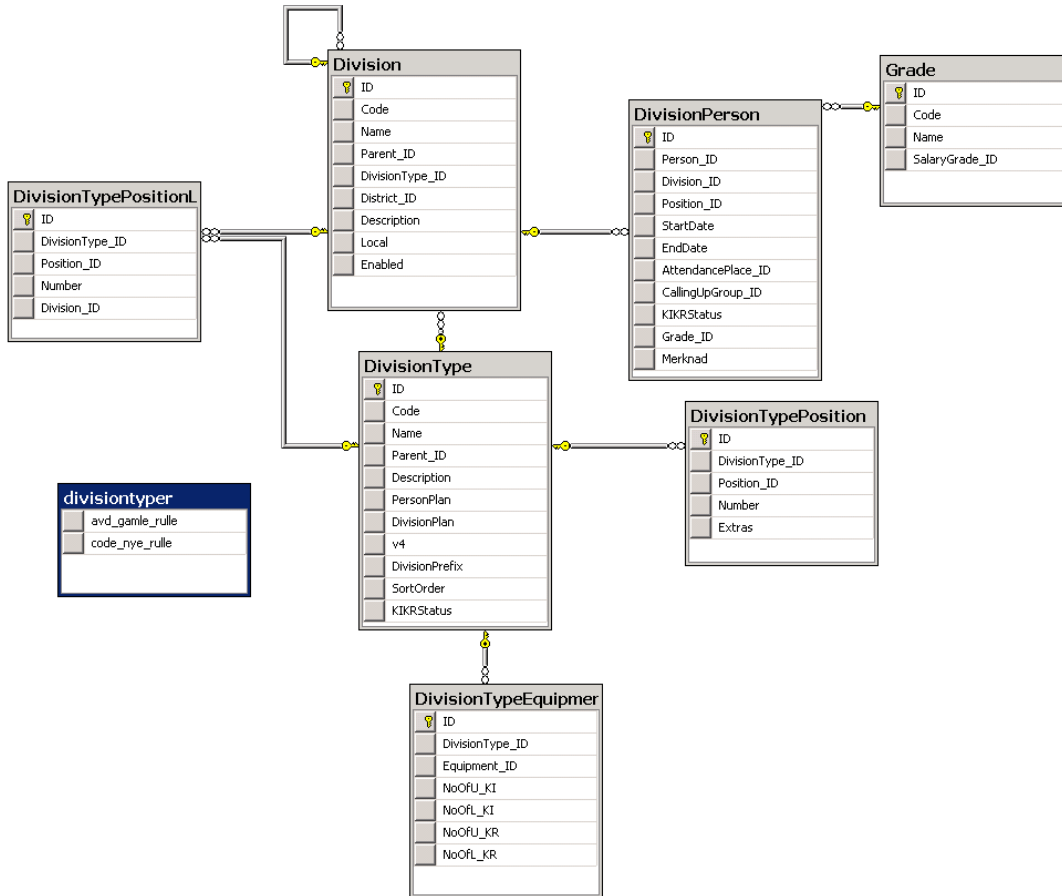 Division
ID
Code
Name
Parent_ID
DivisionType_ID
District_ID
Description
Local
Enabled
Grade
ID
Code
Name
SalaryGrade_ID
DivisionPerson
ID
Person_ID
Division_ID
Position_ID
StartDate
EndDate
AttendancePlace_ID
CallingUpGroup_ID
KIKRStatus
Grade_ID
Merknad
DivisionTypePositionL
ID
DivisionType_ID
Position_ID
Number
Division_ID
DivisionType
ID
Code
Name
Parent_ID
Description
PersonPlan
DivisionPlan
v4
DivisionPrefix
SortOrder
KIKRStatus
DivisionTypePosition
ID
DivisionType_ID
Position_ID
Number
Extras
divisiontyper
avd_gamle_rulle
code_nye_rulle
DivisionTypeEquipmer
ID
DivisionType_ID
Equipment_ID
NoOfU_KI
NoOfL_KI
NoOfU_KR
NoOfL_KR